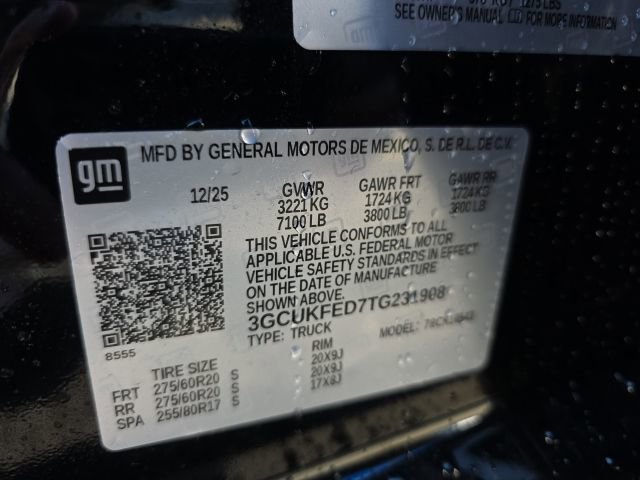 1275 LBS
SEE OWNER'S MANUAL FOR MORE INFORMATION
gm
MFD BY GENERAL MOTORS DE MEXICO, S. DE R.L. DE C.V.
12/25 GVWR GAWR FRT GAWR RR
3221 KG 1724 KG 1724 KG
7100 LB 3800 LB 3800 LB
THIS VEHICLE CONFORMS TO ALL
APPLICABLE U.S. FEDERAL MOTOR
VEHICLE SAFETY STANDARDS IN EFFECT
ON THE DATE OF MANUFACTURE
SHOWN ABOVE.
3GCUKFED7TG231908
TYPE: TRUCK MODEL:
8555
TIRE SIZE RIM
FRT 275/60R20 S 20X9J
RR 275/60R20 S 20X9J
SPA 255/80R17 S 17X8J